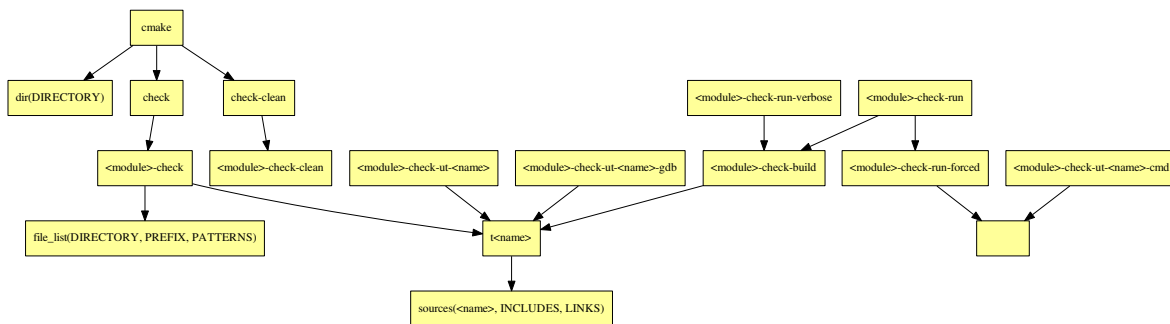 cmake
dir(DIRECTORY)
check
check-clean
<module>-check-run-verbose
<module>-check-run
<module>-check
<module>-check-clean
<module>-check-ut-<name>
<module>-check-ut-<name>-gdb
<module>-check-build
<module>-check-run-forced
<module>-check-ut-<name>-cmd
file_list(DIRECTORY, PREFIX, PATTERNS)
t<name>
sources(<name>, INCLUDES, LINKS)